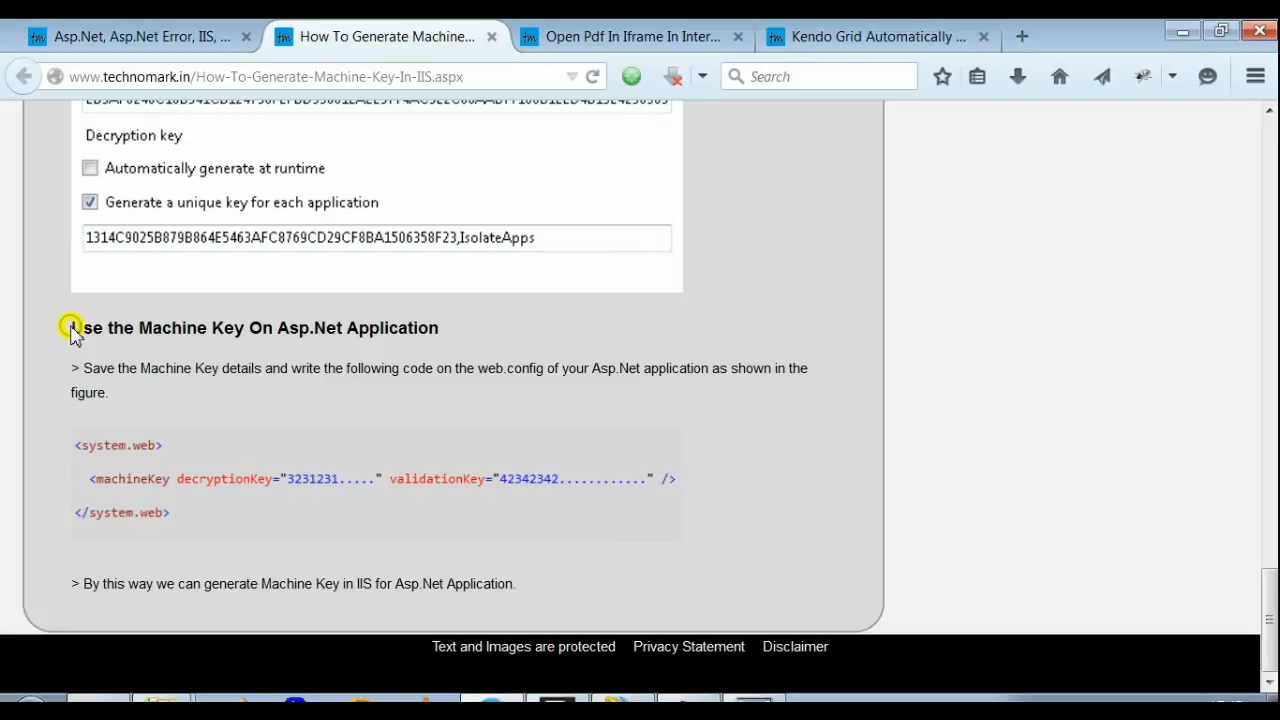 Asp.Net, Asp.Net Error, IIS, ...
How To Generate Machine...
Open Pdf In Iframe In Inter...
Kendo Grid Automatically ...
www.technomark.in/How-To-Generate-Machine-Key-In-IIS.aspx
Search
Decryption key
Automatically generate at runtime
Generate a unique key for each application
1314C9025B879B864E5463AFC8769CD29CF8BA1506358F23,IsolateApps
Use the Machine Key On Asp.Net Application
> Save the Machine Key details and write the following code on the web.config of your Asp.Net application as shown in the
figure.
<system.web>
<machineKey decryptionKey="3231231....." validationKey="42342342............" />
</system.web>
> By this way we can generate Machine Key in IIS for Asp.Net Application.
Text and Images are protected Privacy Statement Disclaimer